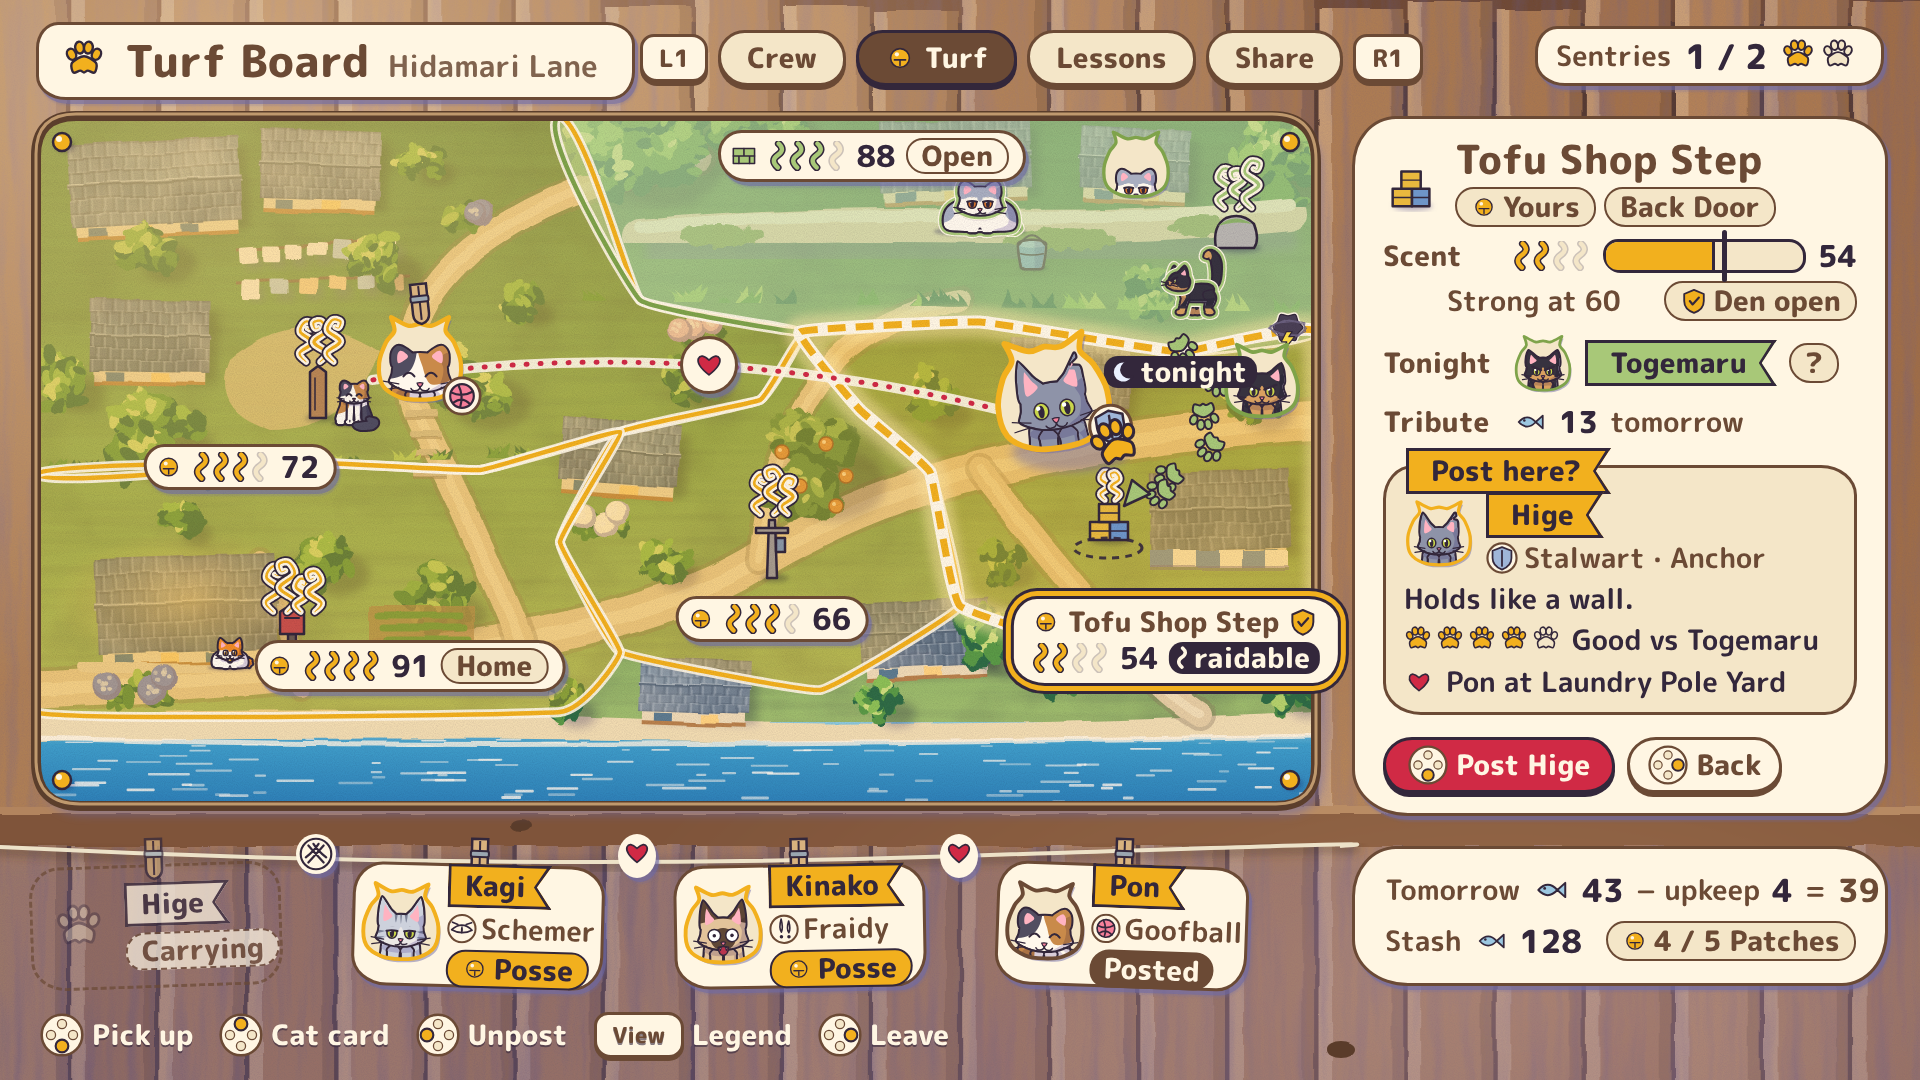 Turf Board Hidamari Lane
L1
Crew
Turf
Lessons
Share
R1
Sentries 1 / 2
88 Open
tonight
72
91 Home
66
Tofu Shop Step
54 raidable
Tofu Shop Step
Yours
Back Door
Scent 54
Strong at 60
Den open
Tonight Togemaru ?
Tribute 13 tomorrow
Post here?
Hige
Stalwart · Anchor
Holds like a wall.
Good vs Togemaru
Pon at Laundry Pole Yard
Post Hige
Back
Hige
Carrying
Kagi
Schemer
Posse
Kinako
Fraidy
Posse
Pon
Goofball
Posted
Tomorrow 43 – upkeep 4 = 39
Stash 128
4 / 5 Patches
Pick up
Cat card
Unpost
View Legend
Leave